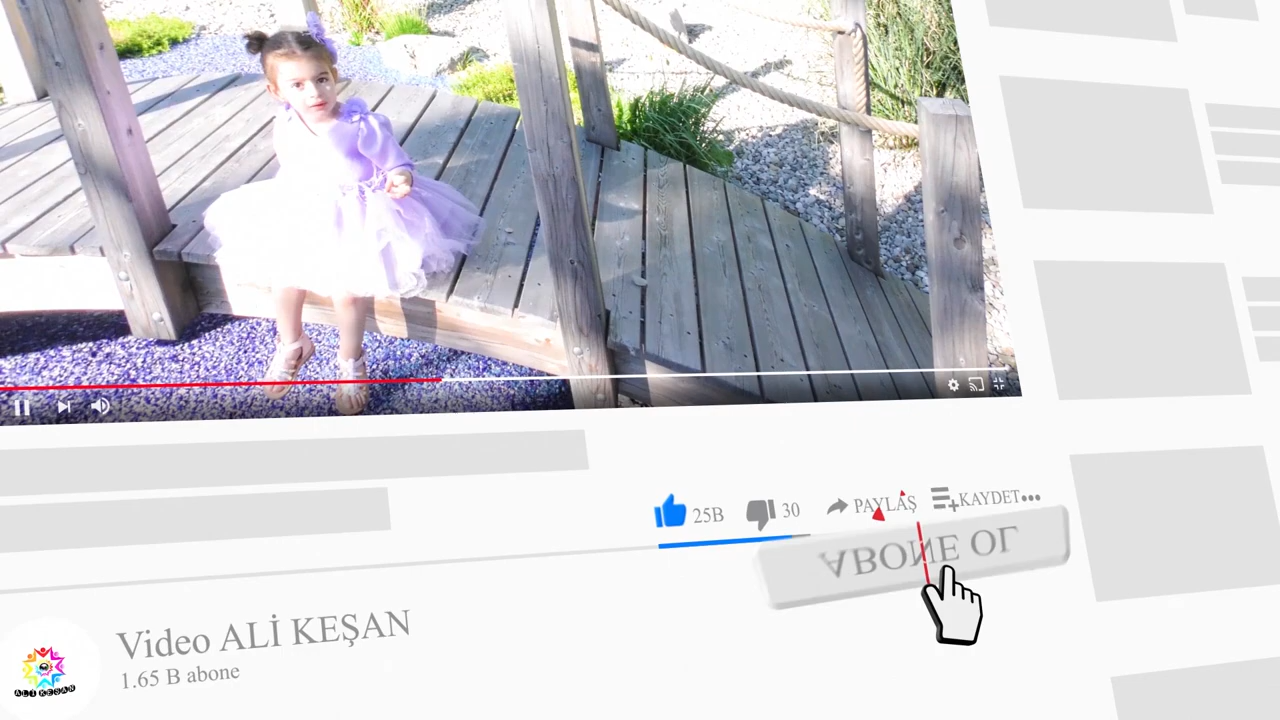 25B
30
PAYLAŞ
KAYDET
ABONE OL
Video ALİ KEŞAN
1.65 B abone
ALİ KEŞAN